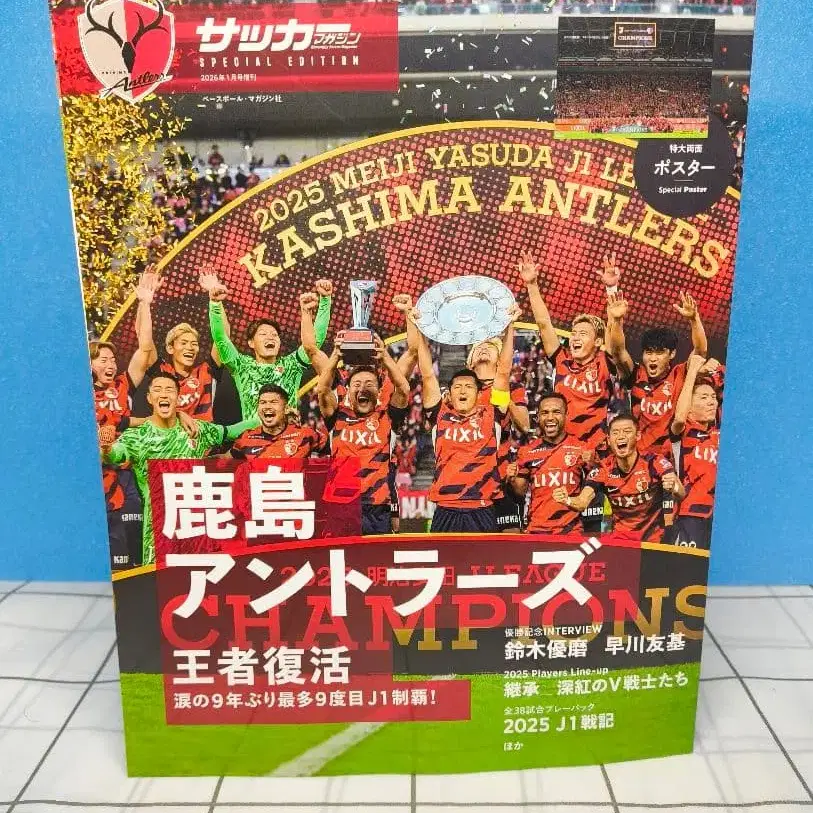 KASHIMA
Antlers
サッカーマガジン
SPECIAL EDITION
2026年1月号増刊
ベースボール・マガジン社
CHAMPIONS
特大両面
ポスター
Special Poster
2025 MEIJI YASUDA J1 LE
KASHIMA ANTLERS
LIXIL
LIXIL
LIXIL
LIXIL
LIXIL
LIXIL
LIXIL
鹿島
アントラーズ
J.LEAGUE
CHAMPIONS
王者復活
涙の9年ぶり最多9度目J1制覇!
優勝記念INTERVIEW
鈴木優磨 早川友基
2025 Players Line-up
継承 深紅のV戦士たち
全38試合プレーバック
2025 J1戦記
ほか